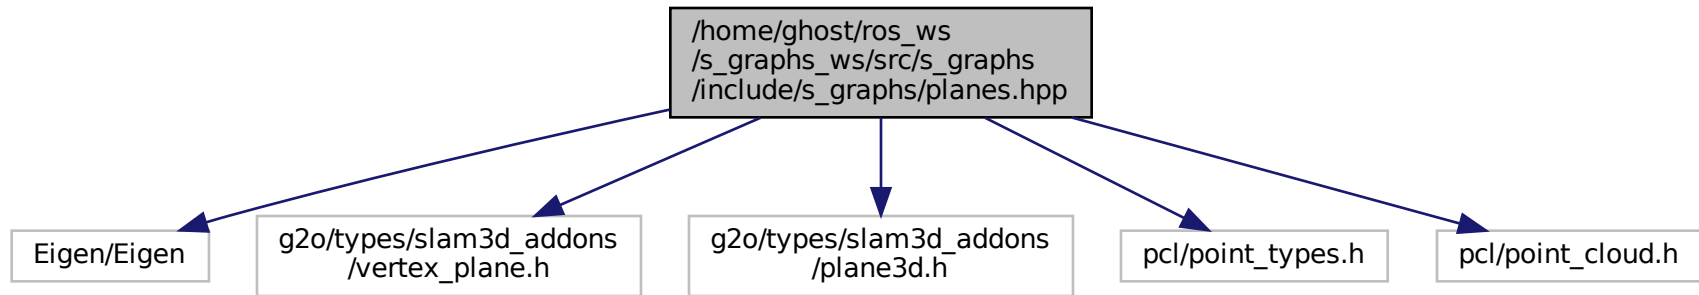 /home/ghost/ros_ws
/s_graphs_ws/src/s_graphs
/include/s_graphs/planes.hpp
Eigen/Eigen
g2o/types/slam3d_addons
/vertex_plane.h
g2o/types/slam3d_addons
/plane3d.h
pcl/point_types.h
pcl/point_cloud.h